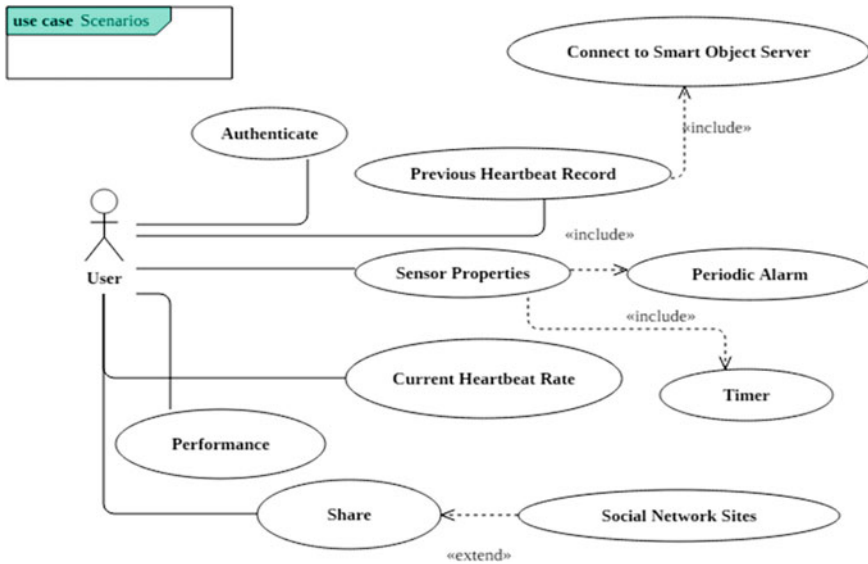 use case Scenarios
Connect to Smart Object Server
Authenticate
«include»
Previous Heartbeat Record
«include»
User
Sensor Properties
Periodic Alarm
«include»
Current Heartbeat Rate
Timer
Performance
Share
Social Network Sites
«extend»